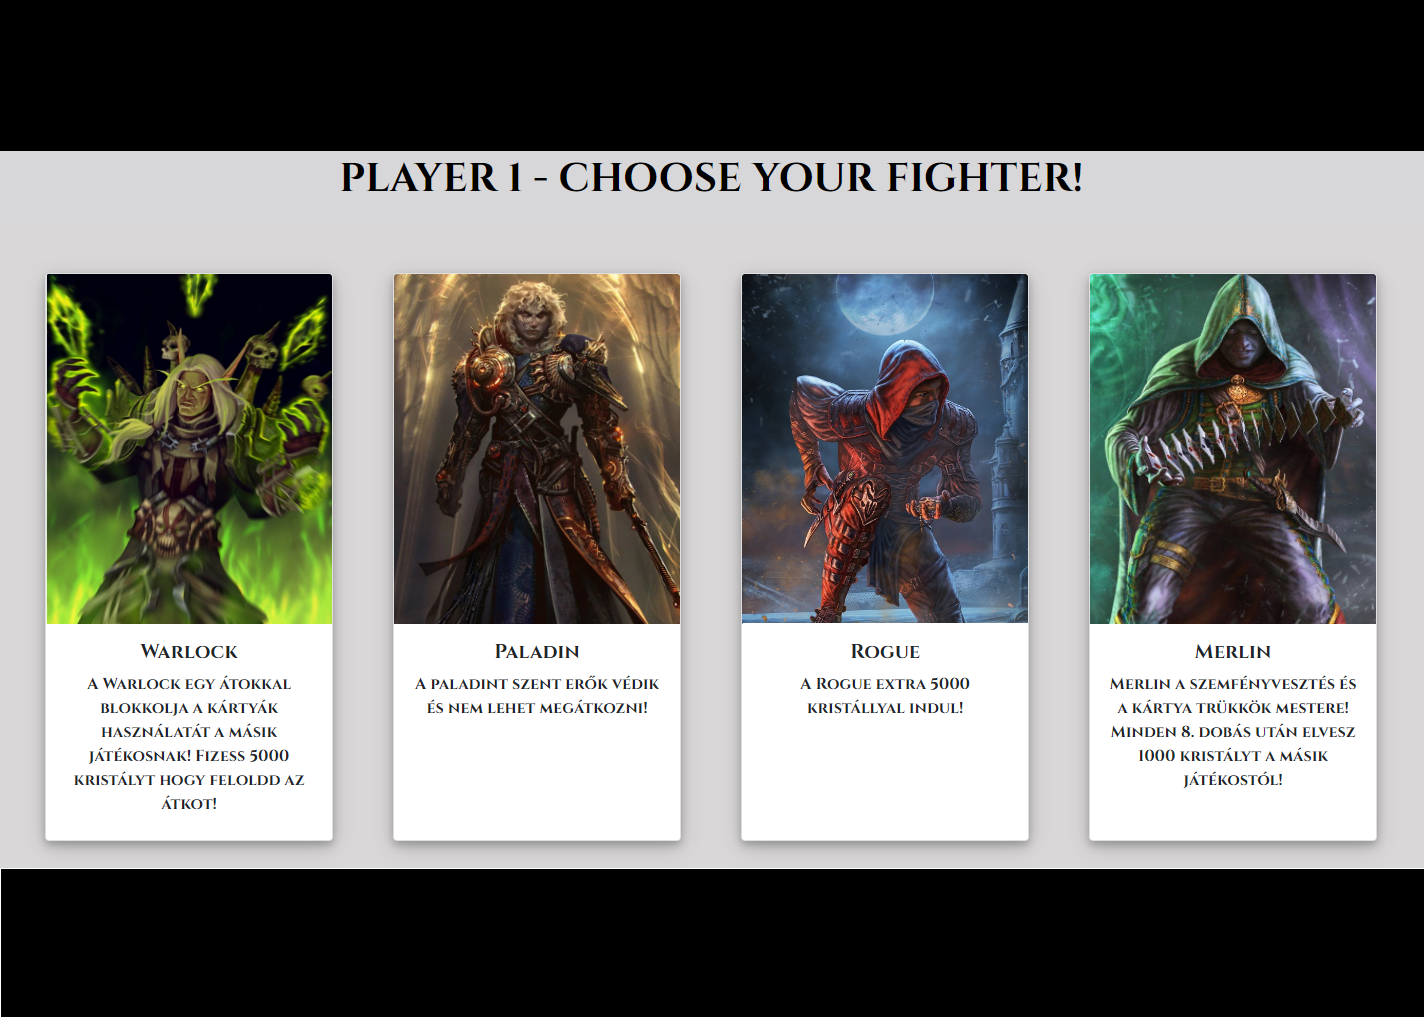 PLAYER 1 - CHOOSE YOUR FIGHTER!
Warlock
A Warlock egy átokkal
blokkolja a kártyák
használatát a másik
játékosnak! Fizess 5000
kristályt hogy feloldd az
átkot!
Paladin
A paladint szent erők védik
és nem lehet megátkozni!
Rogue
A Rogue extra 5000
kristállyal indul!
Merlin
Merlin a szemfényvesztés és
a kártya trükkök mestere!
Minden 8. dobás után elvesz
1000 kristályt a másik
játékostól!